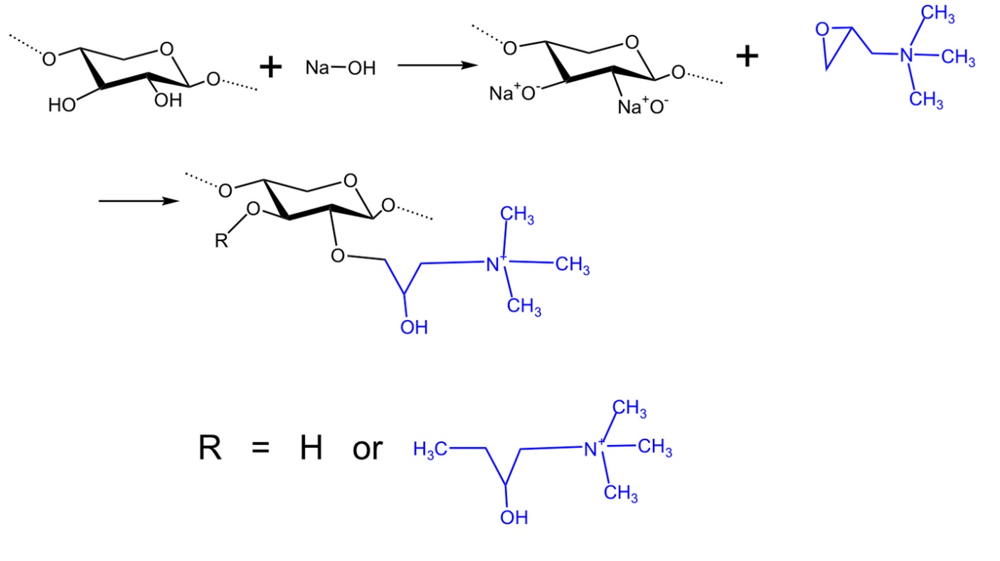 O O O HO OH + Na—OH O O O Na⁺O⁻ Na⁺O⁻ + O N CH₃ CH₃ CH₃
O O O O R O OH N⁺ CH₃ CH₃ CH₃
R = H or H₃C OH N⁺ CH₃ CH₃ CH₃